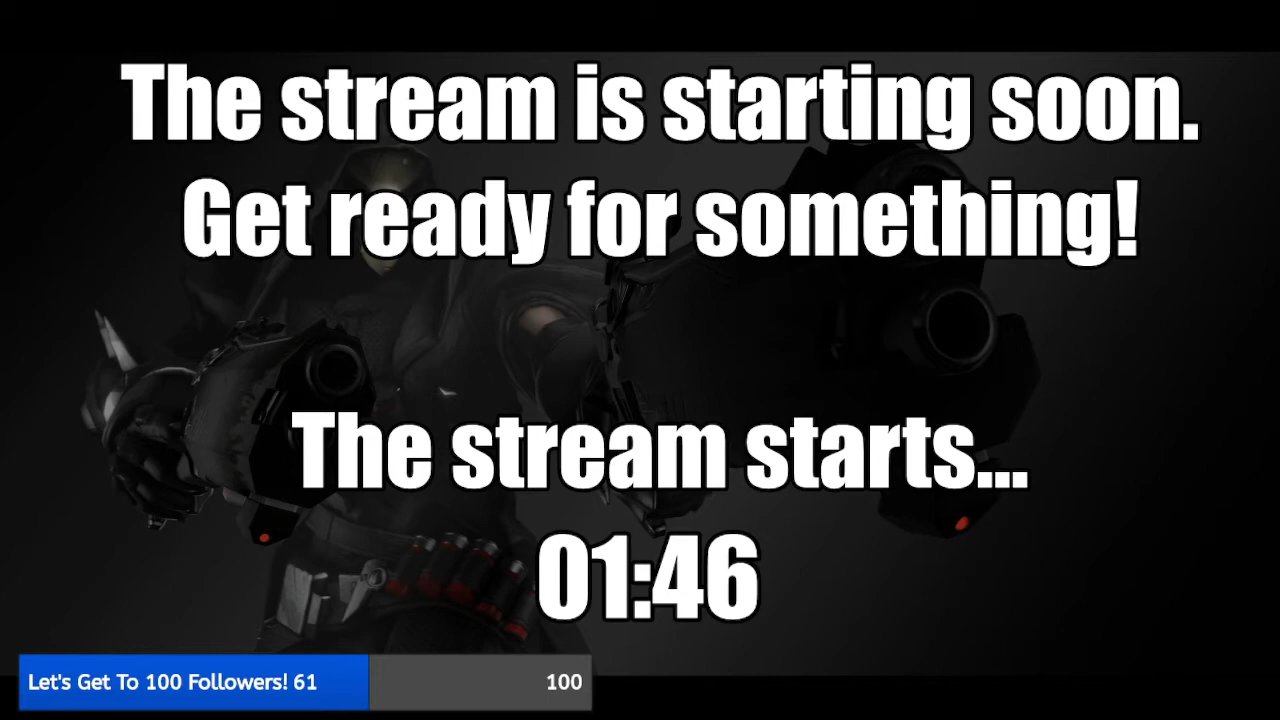 The stream is starting soon.
Get ready for something!
The stream starts...
01:46
Let's Get To 100 Followers! 61
100